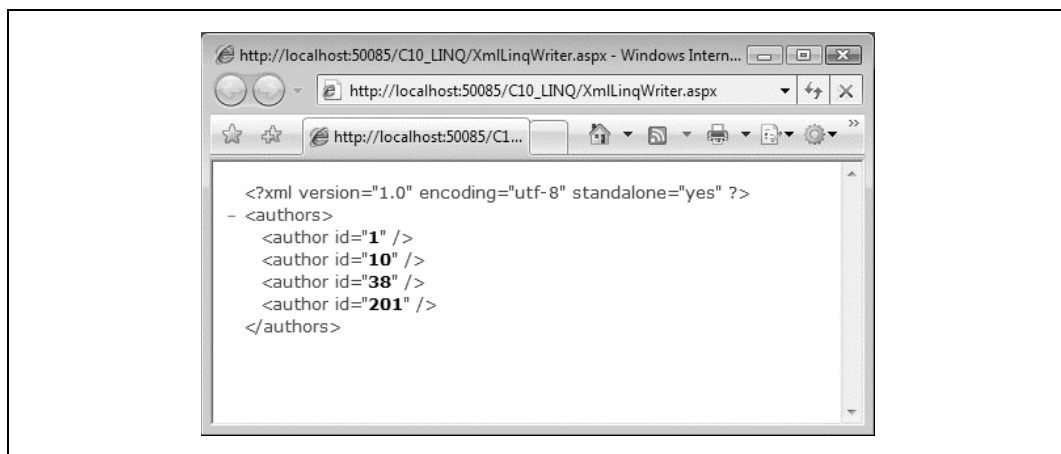 http://localhost:50085/C10_LINQ/XmlLinqWriter.aspx - Windows Intern...
http://localhost:50085/C10_LINQ/XmlLinqWriter.aspx
http://localhost:50085/C1...
<?xml version="1.0" encoding="utf-8" standalone="yes" ?>
- <authors>
<author id="1" />
<author id="10" />
<author id="38" />
<author id="201" />
</authors>